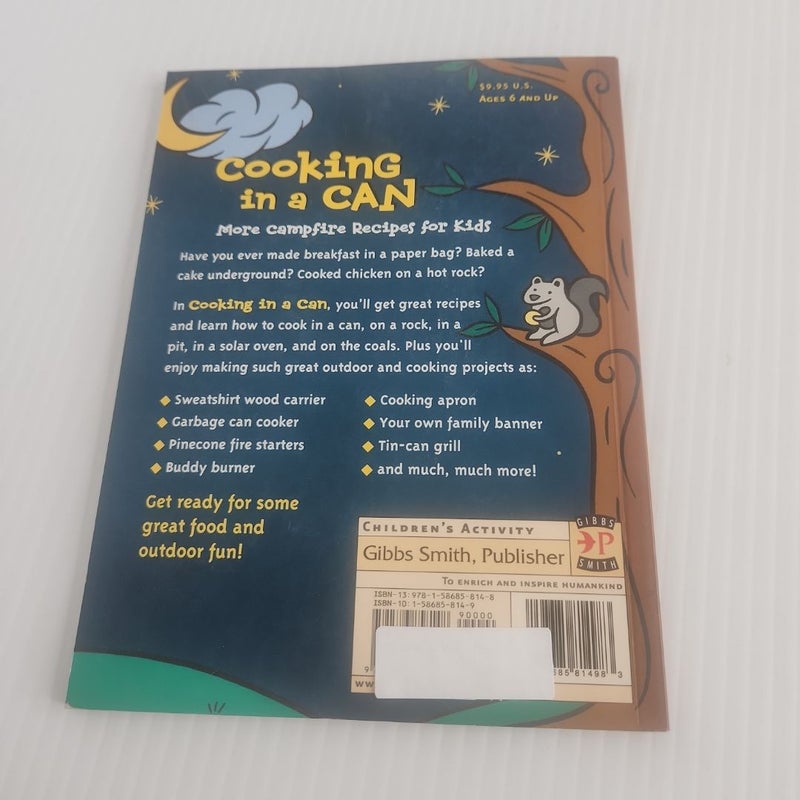 $9.95 U.S.
Ages 6 and Up
Cooking
in a CAN
More Campfire Recipes for Kids
Have you ever made breakfast in a paper bag? Baked a
cake underground? Cooked chicken on a hot rock?
In Cooking in a Can, you'll get great recipes
and learn how to cook in a can, on a rock, in a
pit, in a solar oven, and on the coals. Plus you'll
enjoy making such great outdoor and cooking projects as:
Sweatshirt wood carrier
Garbage can cooker
Pinecone fire starters
Buddy burner
Cooking apron
Your own family banner
Tin-can grill
and much, much more!
Get ready for some
great food and
outdoor fun!
Children's Activity
Gibbs Smith, Publisher
GIBBS
P
SMITH
To enrich and inspire humankind
ISBN-13: 978-1-58685-814-8
ISBN-10: 1-58685-814-9
90000
9
85 81498 3
ww